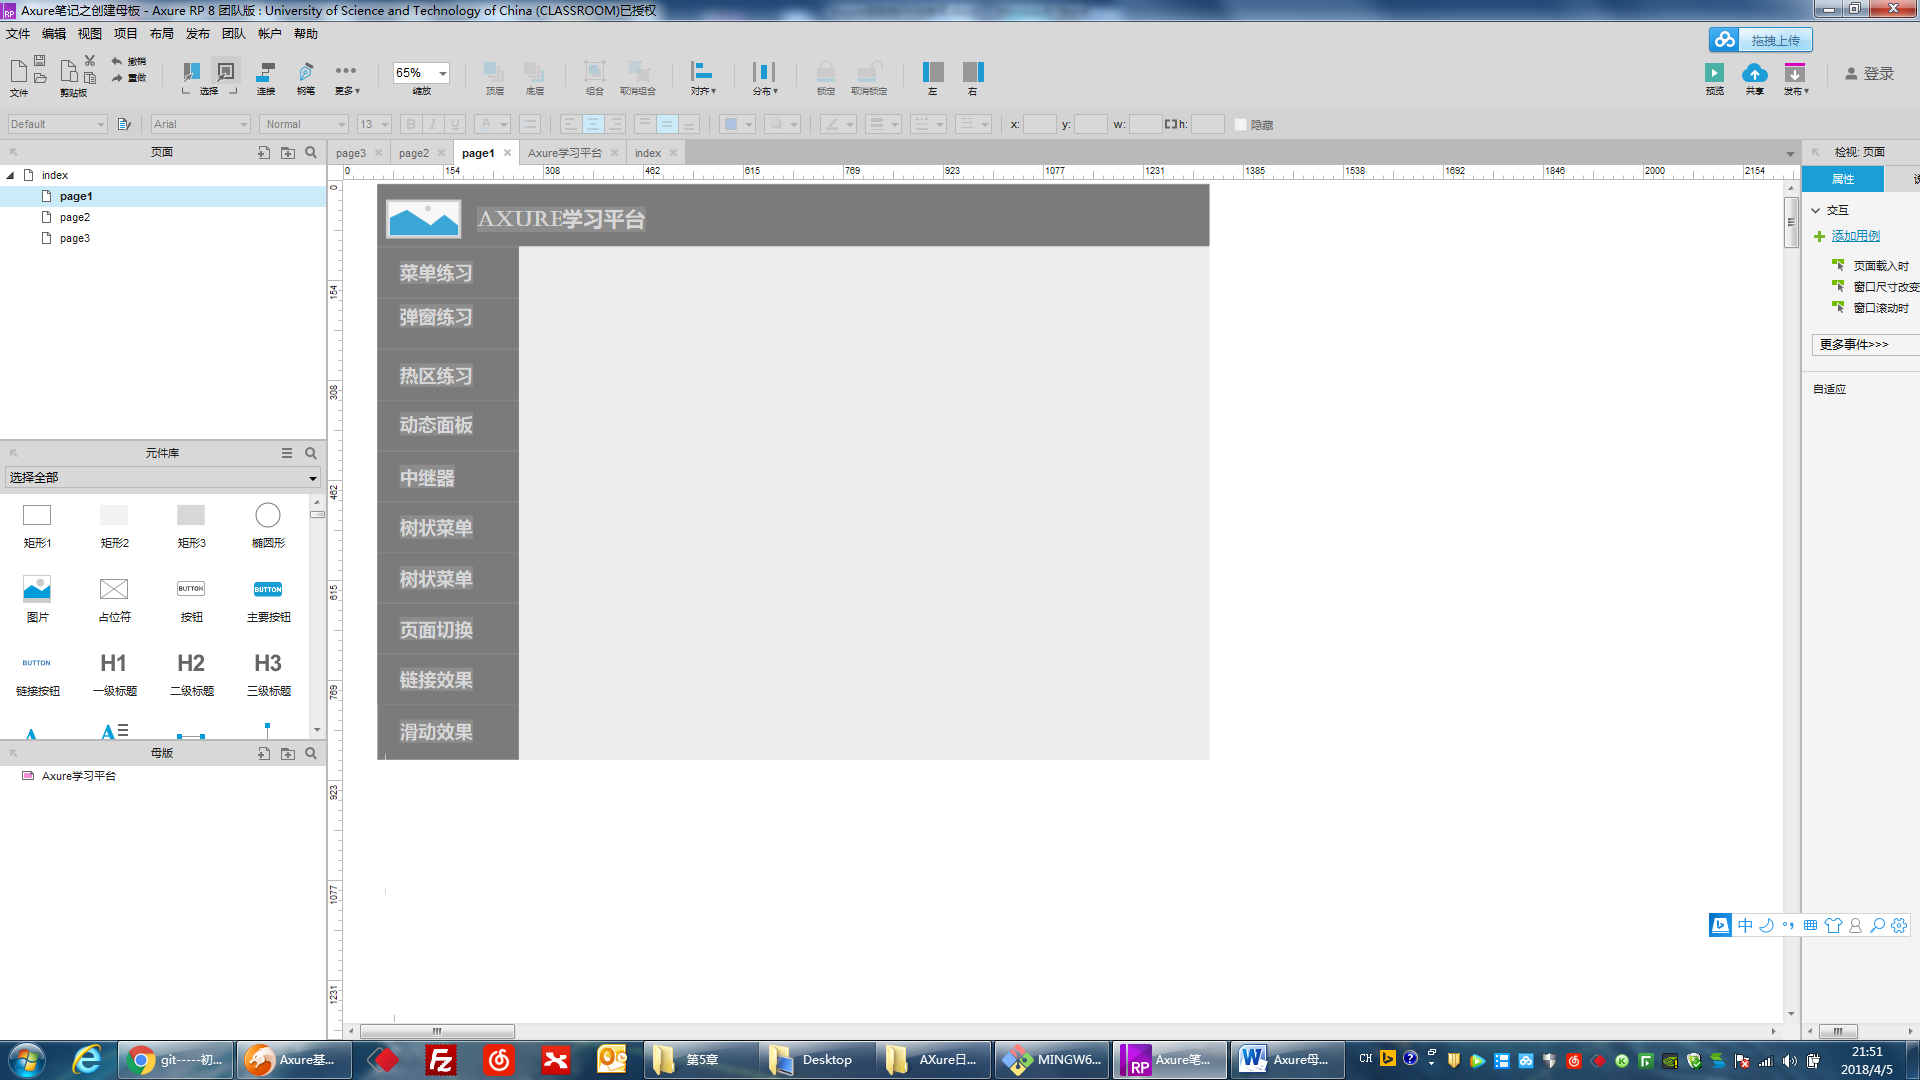 Axure笔记之创建母板 - Axure RP 8 团队版 : University of Science and Technology of China (CLASSROOM)已授权
文件 编辑 视图 项目 布局 发布 团队 帐户 帮助
拖拽上传
撤销
重做
65%
文件 剪贴板 选择 连接 钢笔 更多 缩放 顶层 底层 组合 取消组合 对齐 分布 锁定 取消锁定 左 右 预览 共享 发布 登录
Default Arial Normal 13 B I U A x: y: w: h: 隐藏
页面
page3 page2 page1 Axure学习平台 index
检视: 页面
0 154 308 462 615 769 923 1077 1231 1385 1538 1692 1846 2000 2154
index
page1
page2
page3
属性
交互
添加用例
页面载入时
窗口尺寸改变
窗口滚动时
更多事件>>>
自适应
AXURE学习平台
菜单练习
弹窗练习
热区练习
动态面板
中继器
树状菜单
树状菜单
页面切换
链接效果
滑动效果
0
154
308
462
615
769
923
1077
1231
元件库
选择全部
矩形1 矩形2 矩形3 椭圆形
BUTTON BUTTON
图片 占位符 按钮 主要按钮
BUTTON H1 H2 H3
链接按钮 一级标题 二级标题 三级标题
母版
Axure学习平台
中
git-----初... Axure基... 第5章 Desktop AXure日... MINGW6... Axure笔... Axure母...
CH
21:51
2018/4/5